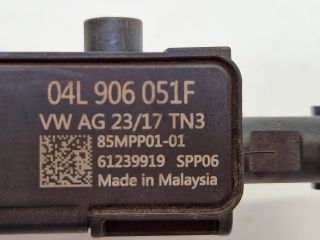 04L 906 051F
VW AG 23/17 TN3
85MPP01-01
61239919 SPP06
Made in Malaysia